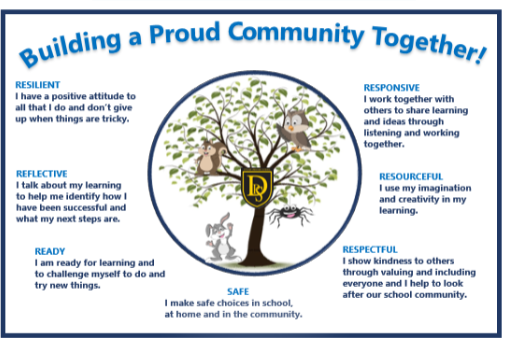 Building a Proud Community Together!
RESILIENT
I have a positive attitude to
all that I do and don't give
up when things are tricky.
REFLECTIVE
I talk about my learning
to help me identify how I
have been successful and
what my next steps are.
READY
I am ready for learning and
to challenge myself to do and
try new things.
SAFE
I make safe choices in school,
at home and in the community.
RESPONSIVE
I work together with
others to share learning
and ideas through
listening and working
together.
RESOURCEFUL
I use my imagination
and creativity in my
learning.
RESPECTFUL
I show kindness to others
through valuing and including
everyone and I help to look
after our school community.